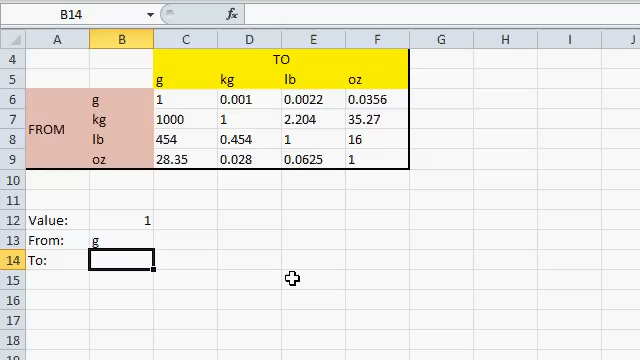 B14 fx
A B C D E F G H I J
4 TO
5 g kg lb oz
6 g 1 0.001 0.0022 0.0356
7 FROM kg 1000 1 2.204 35.27
8 lb 454 0.454 1 16
9 oz 28.35 0.028 0.0625 1
10
11
12 Value: 1
13 From: g
14 To:
15
16
17
18
19